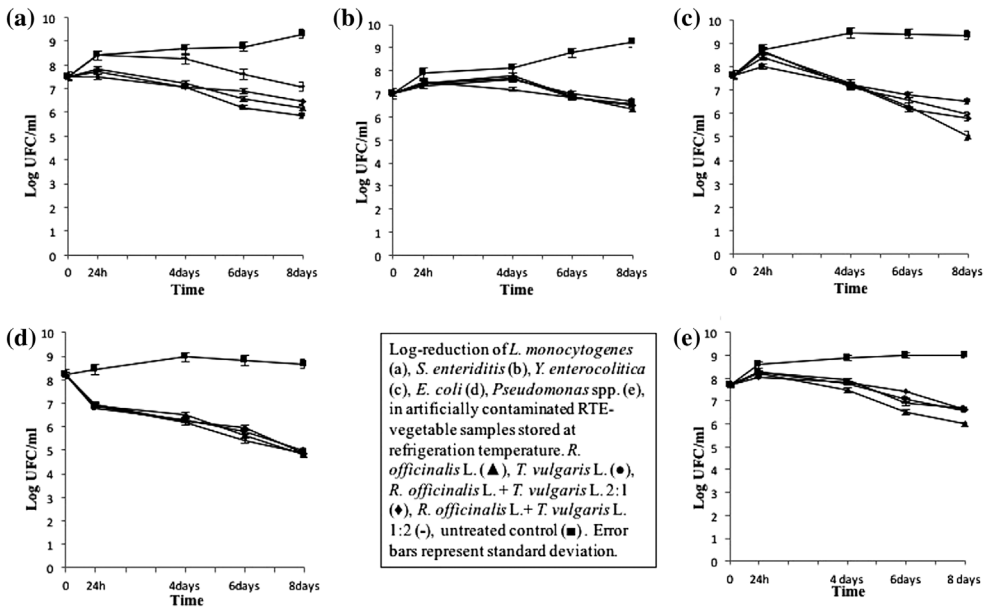 (a)
10
9
8
7
6
5
4
3
2
1
0
Log UFC/ml
0 24h 4days 6days 8days
Time
(b)
10
9
8
7
6
5
4
3
2
1
0
Log UFC/ml
0 24h 4days 6days 8days
Time
(c)
10
9
8
7
6
5
4
3
2
1
0
Log UFC/ml
0 24h 4days 6days 8days
Time
(d)
10
9
8
7
6
5
4
3
2
1
0
Log UFC/ml
0 24h 4days 6days 8days
Time
Log-reduction of L. monocytogenes
(a), S. enteriditis (b), Y. enterocolitica
(c), E. coli (d), Pseudomonas spp. (e),
in artificially contaminated RTE-
vegetable samples stored at
refrigeration temperature. R.
officinalis L. (▲), T. vulgaris L. (●),
R. officinalis L. + T. vulgaris L. 2:1
(♦), R. officinalis L.+ T. vulgaris L.
1:2 (-), untreated control (■). Error
bars represent standard deviation.
(e)
10
9
8
7
6
5
4
3
2
1
0
Log UFC/ml
0 24h 4 days 6days 8 days
Time